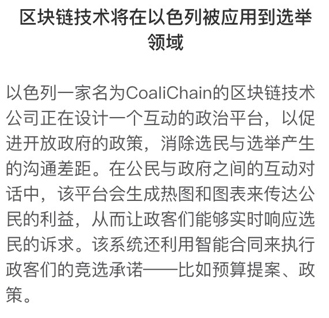 区块链技术将在以色列被应用到选举
领域
以色列一家名为CoaliChain的区块链技术
公司正在设计一个互动的政治平台，以促
进开放政府的政策，消除选民与选举产生
的沟通差距。在公民与政府之间的互动对
话中，该平台会生成热图和图表来传达公
民的利益，从而让政客们能够实时响应选
民的诉求。该系统还利用智能合同来执行
政客们的竞选承诺——比如预算提案、政
策。